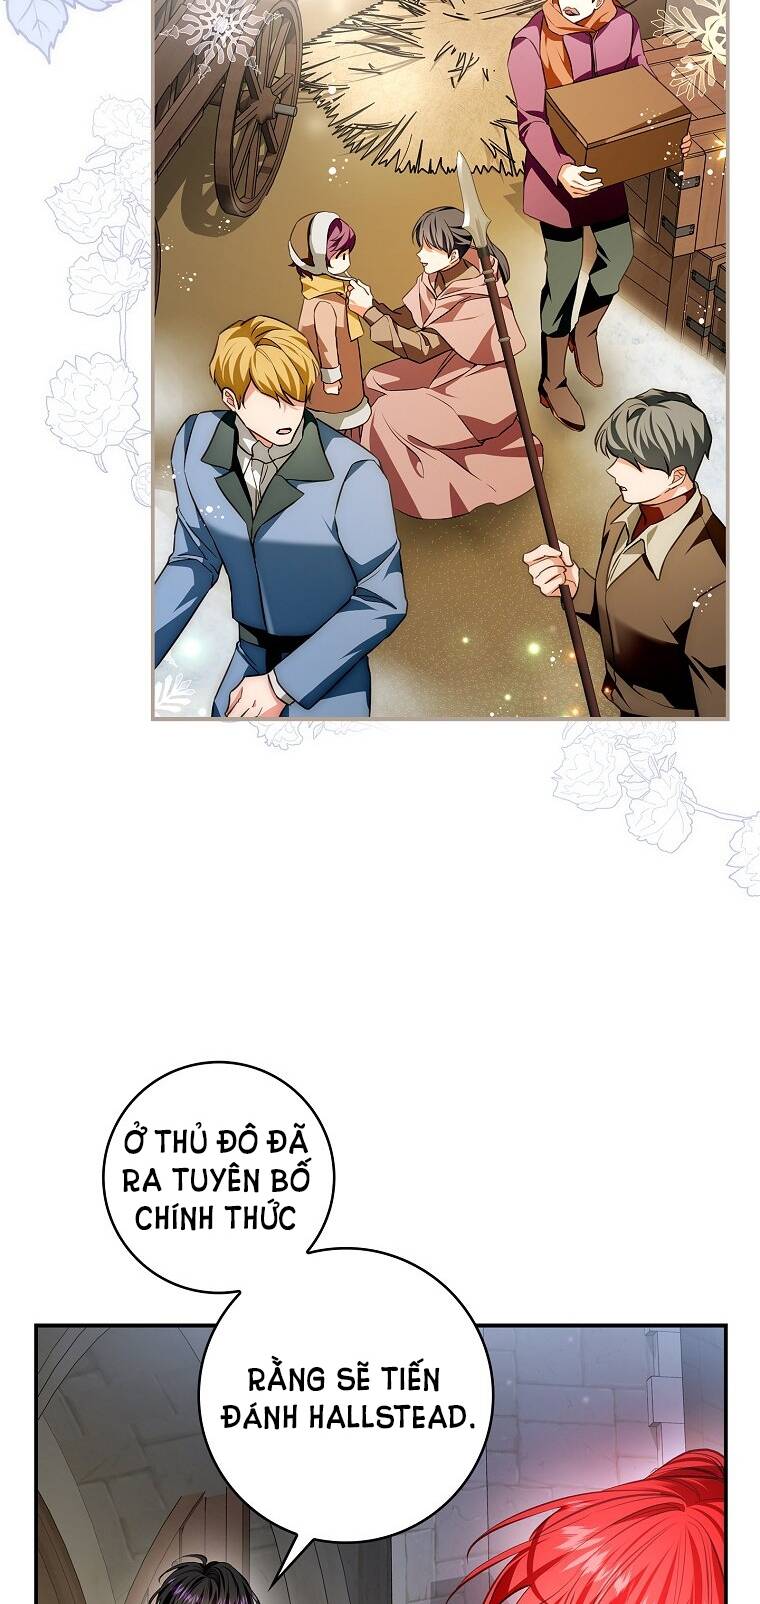 Ở THỦ ĐÔ ĐÃ
RA TUYÊN BỐ
CHÍNH THỨC
RẰNG SẼ TIẾN
ĐÁNH HALLSTEAD.